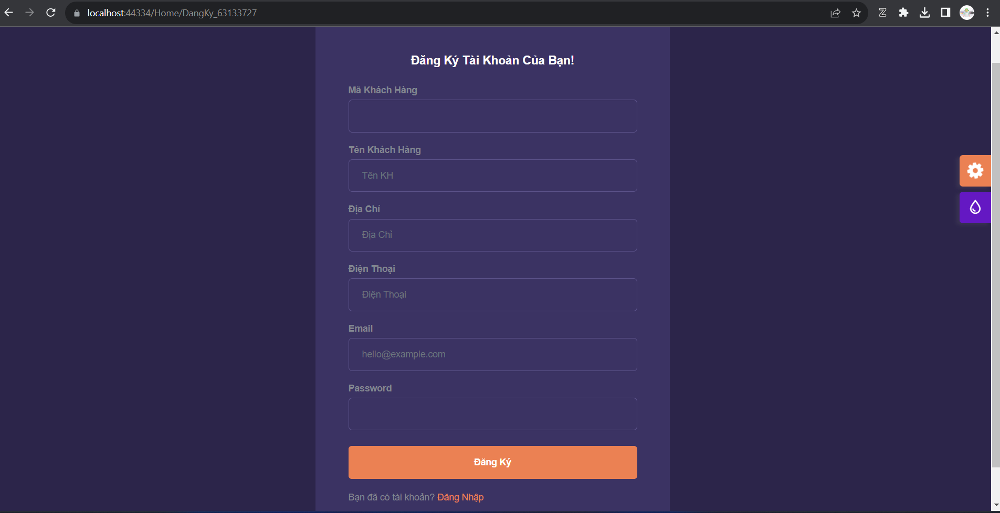 localhost:44334/Home/DangKy_63133727
Đăng Ký Tài Khoản Của Bạn!
Mã Khách Hàng
Tên Khách Hàng
Tên KH
Địa Chỉ
Địa Chỉ
Điện Thoại
Điện Thoại
Email
hello@example.com
Password
Đăng Ký
Bạn đã có tài khoản? Đăng Nhập